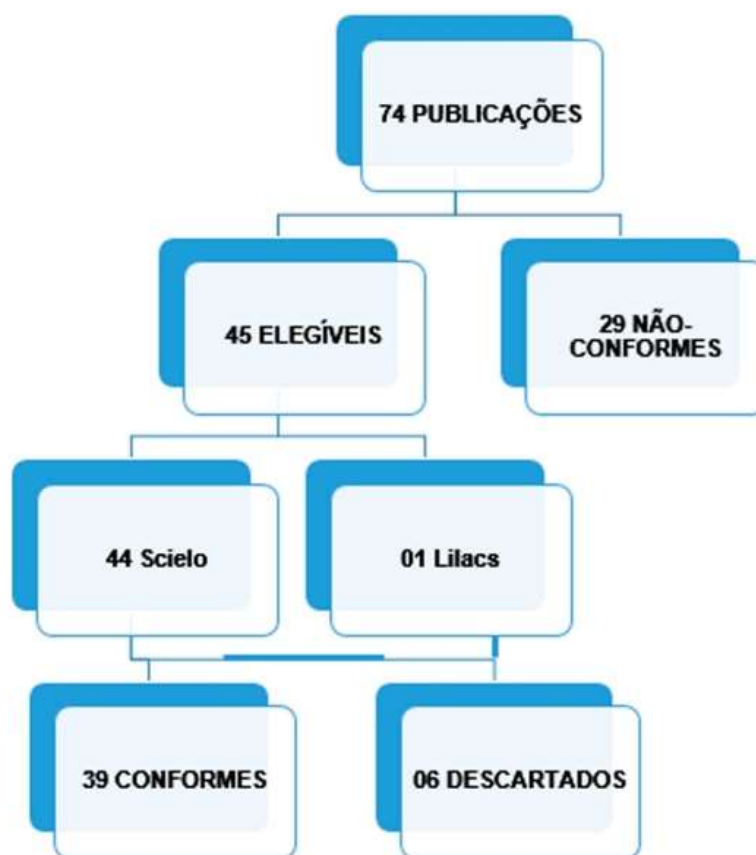 74 PUBLICAÇÕES
45 ELEGÍVEIS
29 NÃO-
CONFORMES
44 Scielo
01 Lilacs
39 CONFORMES
06 DESCARTADOS